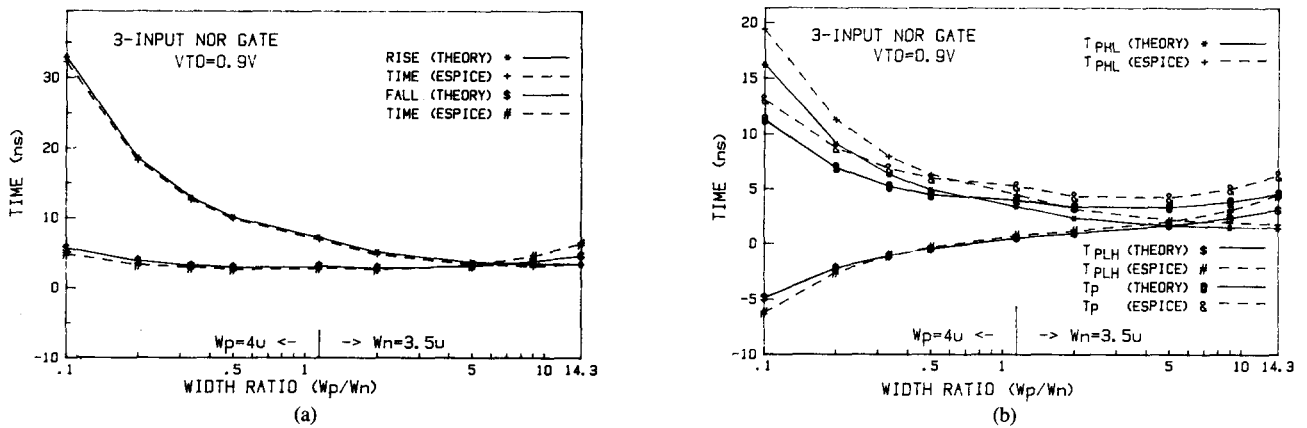 3-INPUT NOR GATE
VTO=0.9V
RISE (THEORY) *
TIME (ESPICE) +
FALL (THEORY) $
TIME (ESPICE) #
TIME (ns)
30
20
10
0
-10
Wp=4u <- -> Wn=3.5u
.1 .5 1 5 10 14.3
WIDTH RATIO (Wp/Wn)
(a)
3-INPUT NOR GATE
VTO=0.9V
TPHL (THEORY) *
TPHL (ESPICE) +
TIME (ns)
20
15
10
5
0
-5
-10
TPLH (THEORY) $
TPLH (ESPICE) #
Tp (THEORY) @
Tp (ESPICE) &
Wp=4u <- -> Wn=3.5u
.1 .5 1 5 10 14.3
WIDTH RATIO (Wp/Wn)
(b)